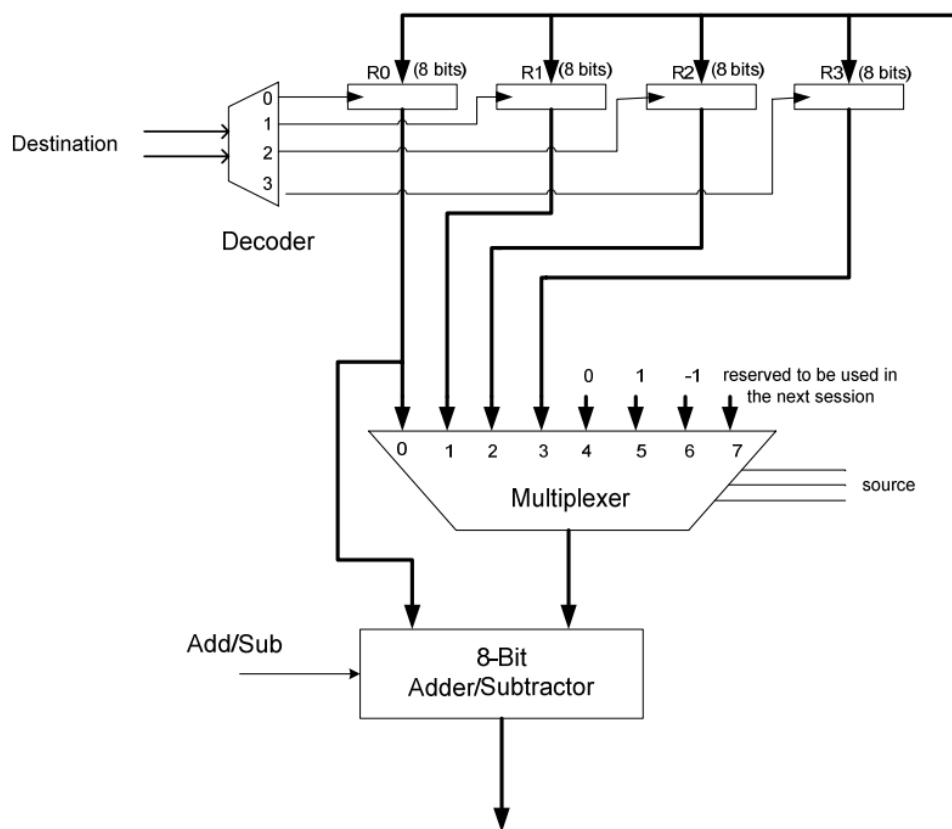 R0 (8 bits)
R1 (8 bits)
R2 (8 bits)
R3 (8 bits)
0
1
2
3
Destination
Decoder
0
1
-1
reserved to be used in
the next session
0
1
2
3
4
5
6
7
Multiplexer
source
Add/Sub
8-Bit
Adder/Subtractor